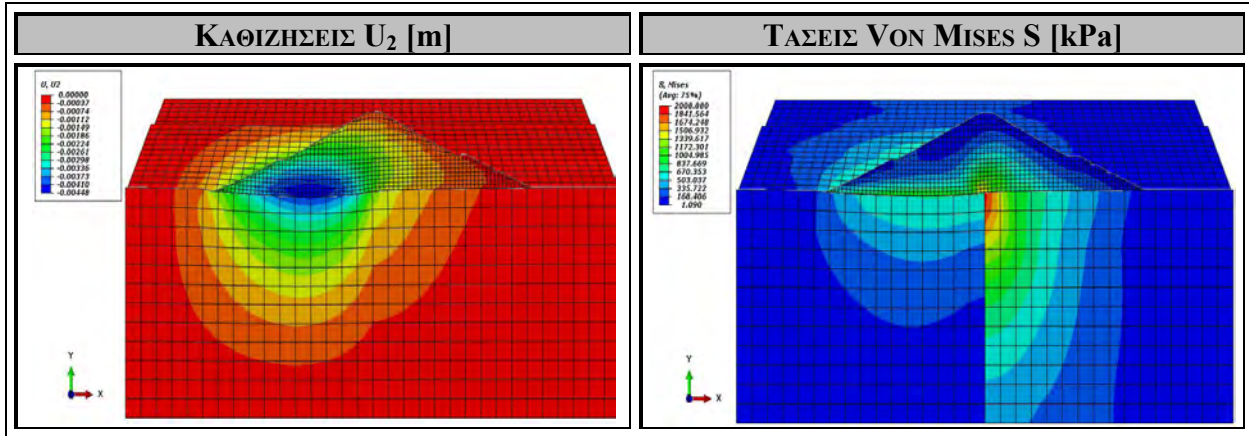 ΚΑΘΙΖΗΣΕΙΣ U2 [m]
ΤΑΣΕΙΣ VON MISES S [kPa]
U, U2
0.00000
-0.00037
-0.00074
-0.00112
-0.00149
-0.00186
-0.00224
-0.00261
-0.00298
-0.00336
-0.00373
-0.00410
-0.00448
Y
X
S, Mises
(Avg: 75%)
2008.880
1841.564
1674.248
1506.932
1339.617
1172.301
1004.985
837.669
670.353
503.037
335.722
168.406
1.090
Y
X